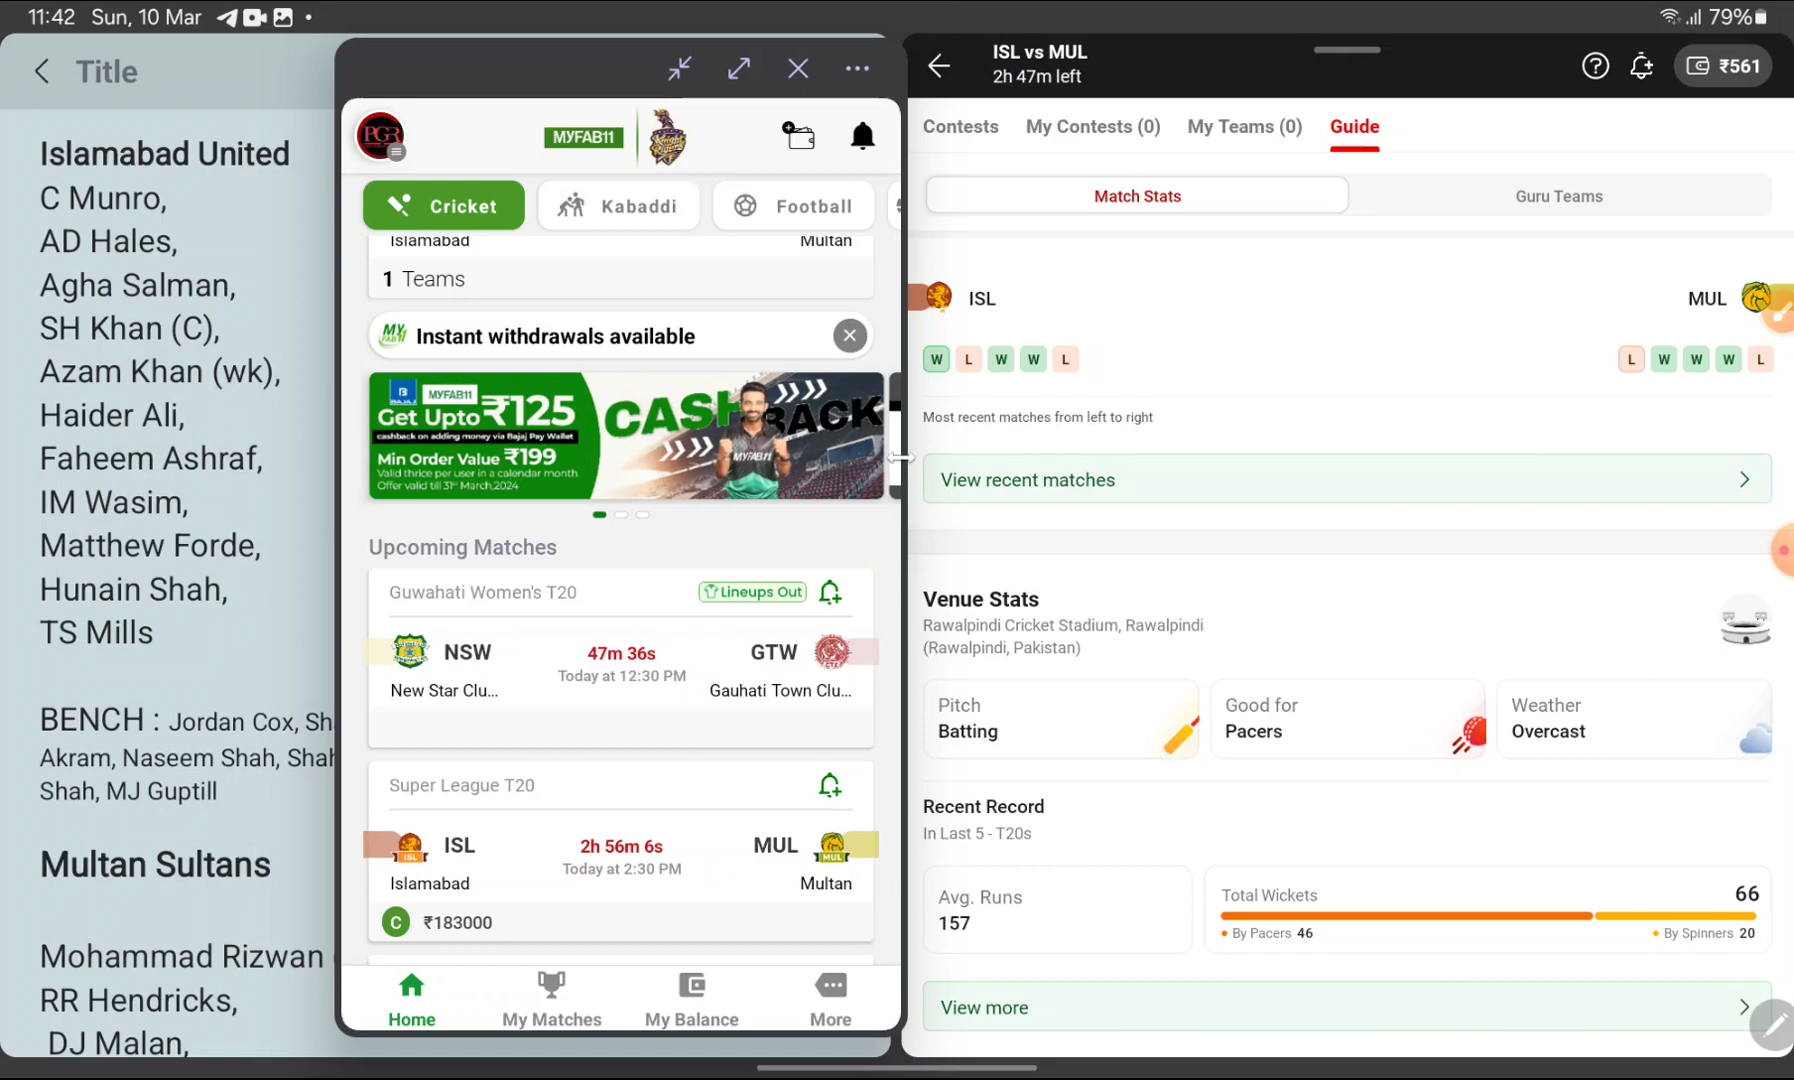 11:42 Sun, 10 Mar
79%
Title
Islamabad United
C Munro,
AD Hales,
Agha Salman,
SH Khan (C),
Azam Khan (wk),
Haider Ali,
Faheem Ashraf,
IM Wasim,
Matthew Forde,
Hunain Shah,
TS Mills
BENCH : Jordan Cox, Sh
Akram, Naseem Shah, Shah
Shah, MJ Guptill
Multan Sultans
Mohammad Rizwan
RR Hendricks,
DJ Malan,
PGR
MYFAB11
Cricket
Kabaddi
Football
Islamabad
Multan
1 Teams
MY FAB11
Instant withdrawals available
MYFAB11
Get Upto ₹125
cashback on adding money via Bajaj Pay Wallet
Min Order Value ₹199
Valid thrice per user in a calendar month
Offer valid till 31st March,2024
CASHBACK
MYFAB11
Upcoming Matches
Guwahati Women's T20
Lineups Out
NSW
47m 36s
GTW
Today at 12:30 PM
New Star Clu...
Gauhati Town Clu...
Super League T20
ISL
ISL
2h 56m 6s
MUL
MUL
Today at 2:30 PM
Islamabad
Multan
C ₹183000
Home
My Matches
My Balance
More
ISL vs MUL
2h 47m left
₹561
Contests
My Contests (0)
My Teams (0)
Guide
Match Stats
Guru Teams
ISL
MUL
W L W W L
L W W W L
Most recent matches from left to right
View recent matches
Venue Stats
Rawalpindi Cricket Stadium, Rawalpindi
(Rawalpindi, Pakistan)
Pitch
Batting
Good for
Pacers
Weather
Overcast
Recent Record
In Last 5 - T20s
Avg. Runs
157
Total Wickets
66
By Pacers 46
By Spinners 20
View more